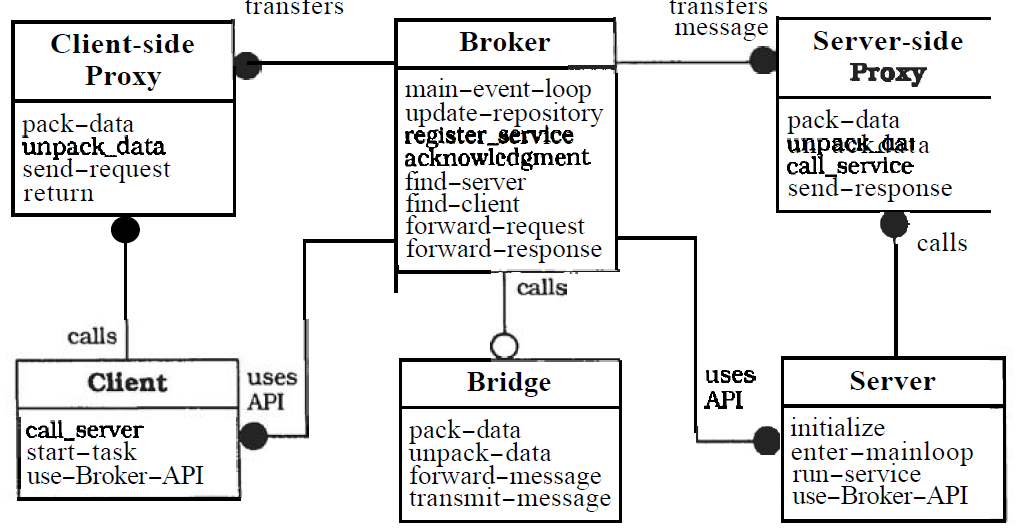 transfers
transfers
message
Client-side
Proxy
pack-data
unpack_data
send-request
return
Broker
main-event-loop
update-repository
register_service
acknowledgment
find-server
find-client
forward-request
forward-response
Server-side
Proxy
pack-data
call_service
send-response
calls
calls
calls
uses
API
uses
API
Client
call_server
start-task
use-Broker-API
Bridge
pack-data
unpack-data
forward-message
transmit-message
Server
initialize
enter-mainloop
run-service
use-Broker-API